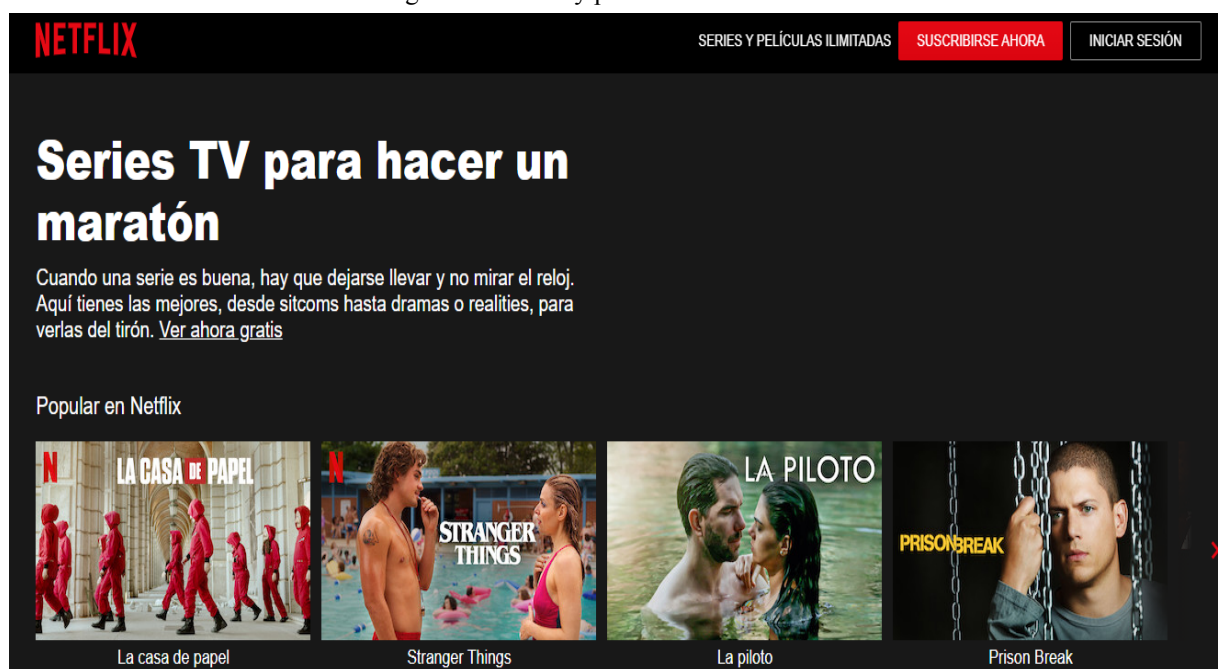 NETFLIX
SERIES Y PELÍCULAS ILIMITADAS
SUSCRIBIRSE AHORA
INICIAR SESIÓN
Series TV para hacer un
maratón
Cuando una serie es buena, hay que dejarse llevar y no mirar el reloj.
Aquí tienes las mejores, desde sitcoms hasta dramas o realities, para
verlas del tirón. Ver ahora gratis
Popular en Netflix
N
LA CASA DE PAPEL
N
STRANGER
THINGS
LA PILOTO
PRISON BREAK
La casa de papel
Stranger Things
La piloto
Prison Break